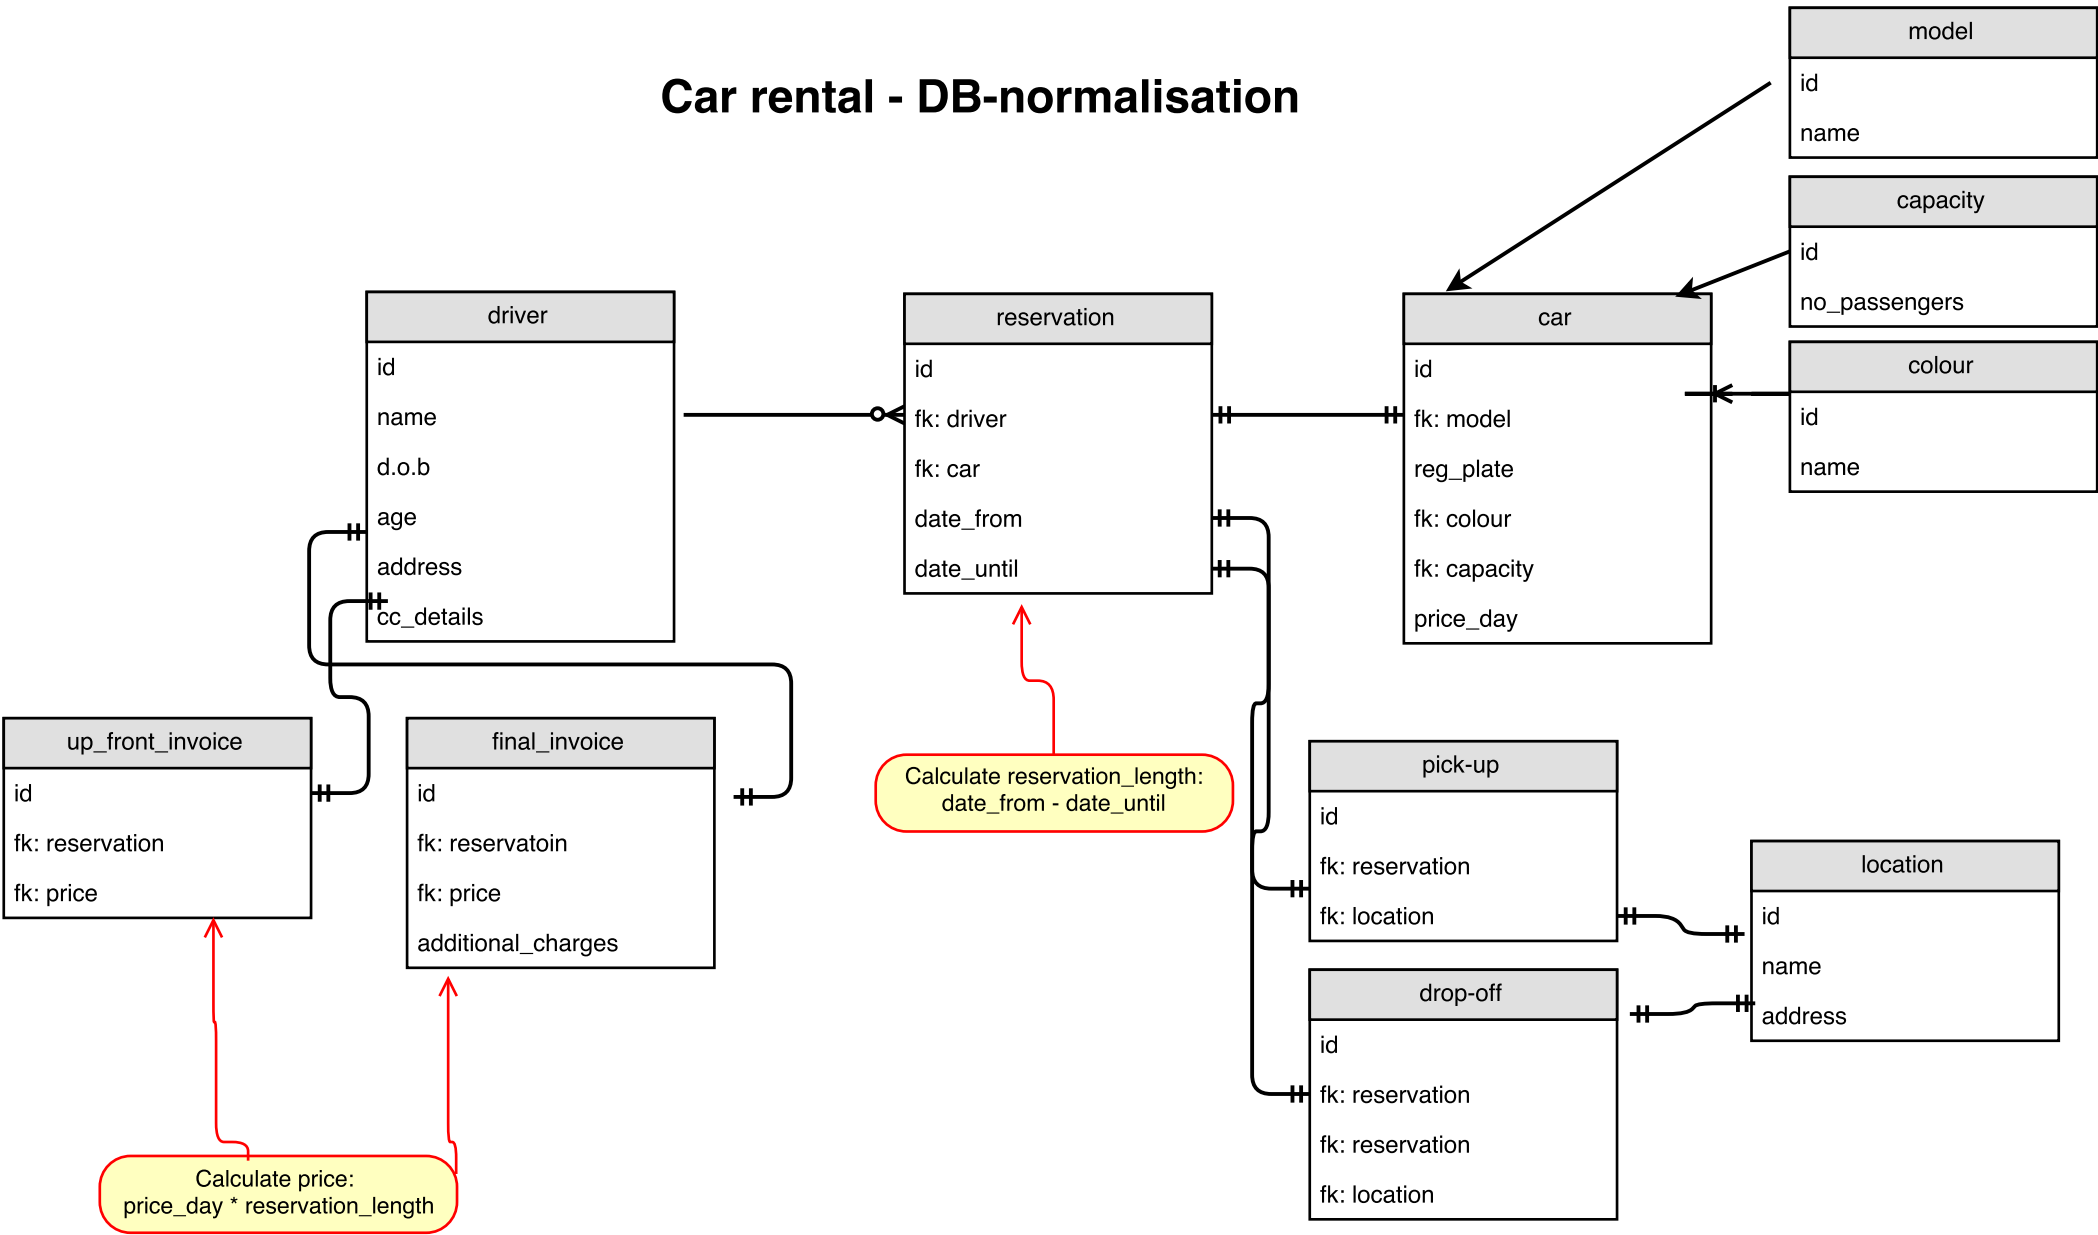 Car rental - DB-normalisation
model
id
name
capacity
id
no_passengers
colour
id
name
driver
id
name
d.o.b
age
address
cc_details
reservation
id
fk: driver
fk: car
date_from
date_until
car
id
fk: model
reg_plate
fk: colour
fk: capacity
price_day
up_front_invoice
id
fk: reservation
fk: price
final_invoice
id
fk: reservatoin
fk: price
additional_charges
Calculate reservation_length:
date_from - date_until
pick-up
id
fk: reservation
fk: location
location
id
name
address
drop-off
id
fk: reservation
fk: reservation
fk: location
Calculate price:
price_day * reservation_length